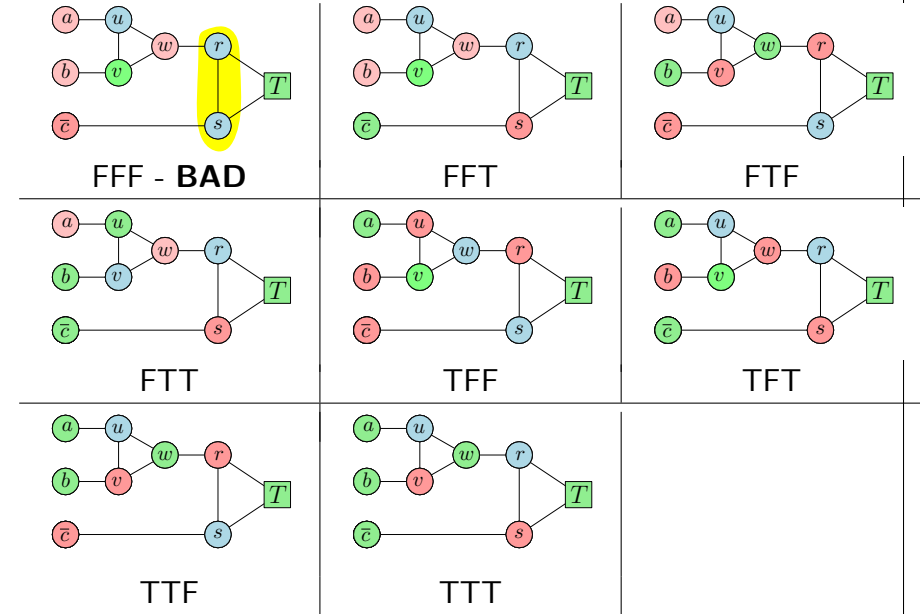 a u w r
b v T
c̅ s
FFF - BAD
a u w r
b v T
c̅ s
FFT
a u w r
b v T
c̅ s
FTF
a u w r
b v T
c̅ s
FTT
a u w r
b v T
c̅ s
TFF
a u w r
b v T
c̅ s
TFT
a u w r
b v T
c̅ s
TTF
a u w r
b v T
c̅ s
TTT